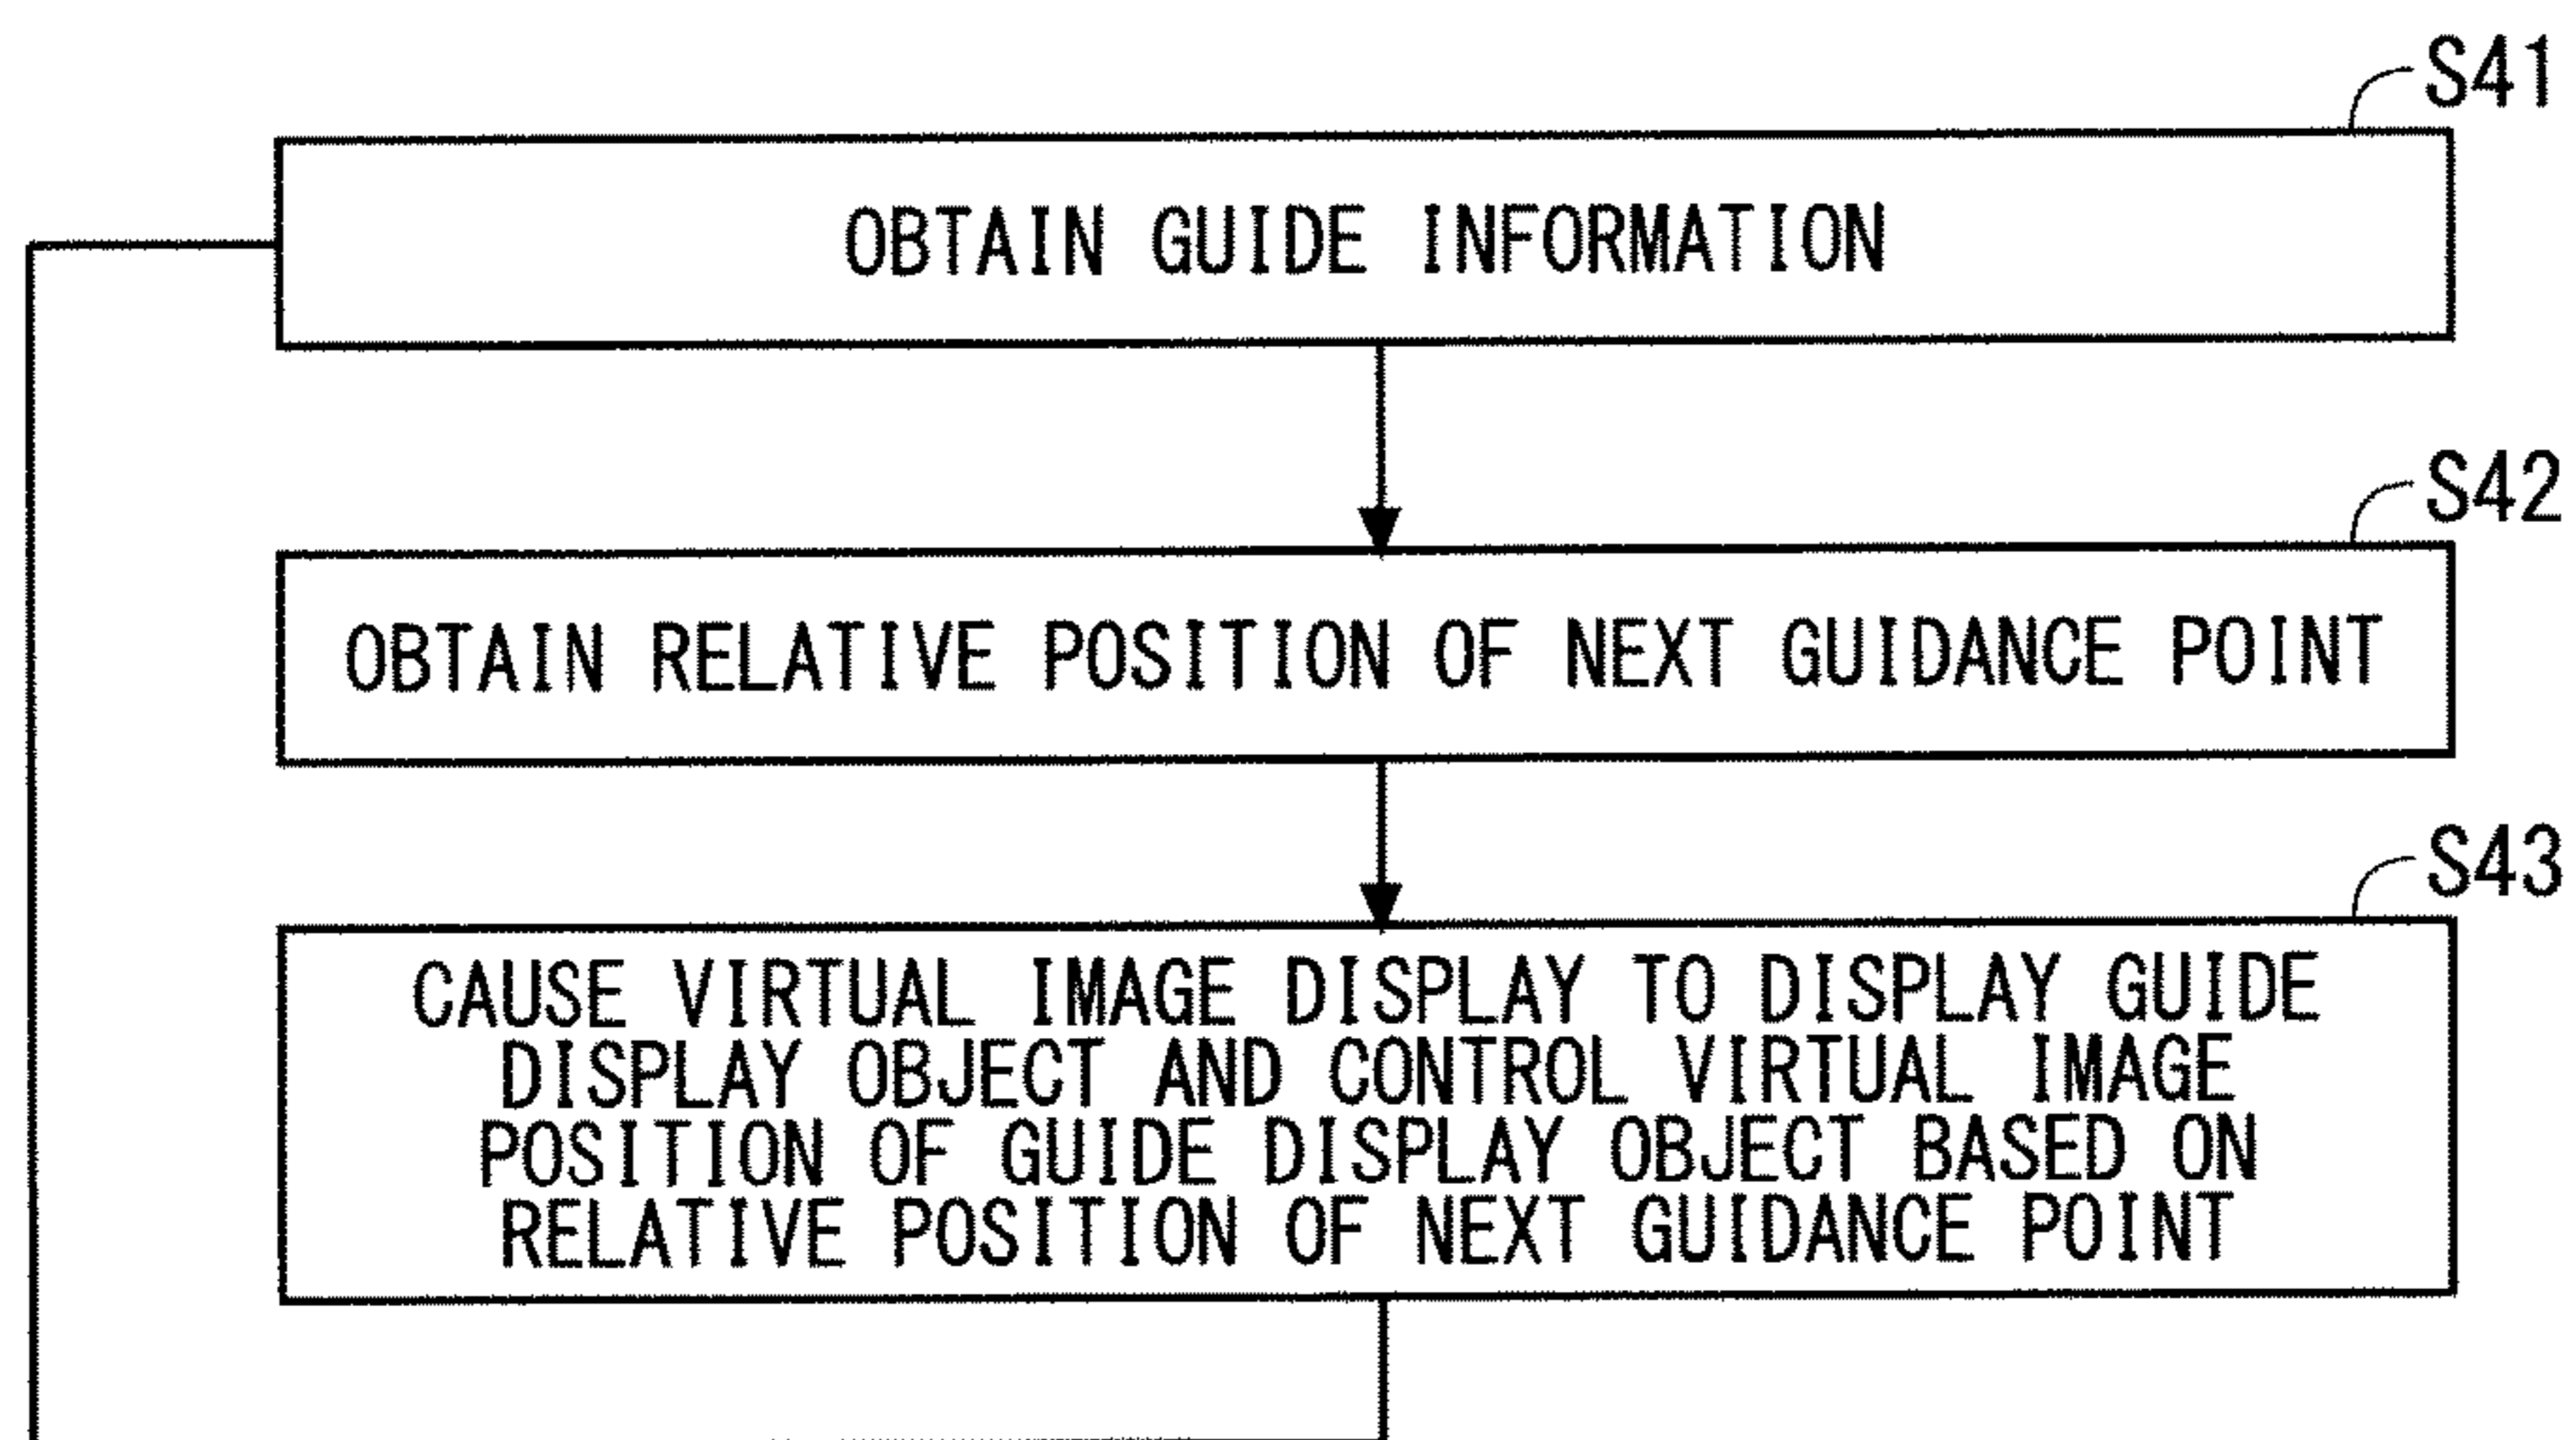 S41
OBTAIN GUIDE INFORMATION
S42
OBTAIN RELATIVE POSITION OF NEXT GUIDANCE POINT
S43
CAUSE VIRTUAL IMAGE DISPLAY TO DISPLAY GUIDE
DISPLAY OBJECT AND CONTROL VIRTUAL IMAGE
POSITION OF GUIDE DISPLAY OBJECT BASED ON
RELATIVE POSITION OF NEXT GUIDANCE POINT